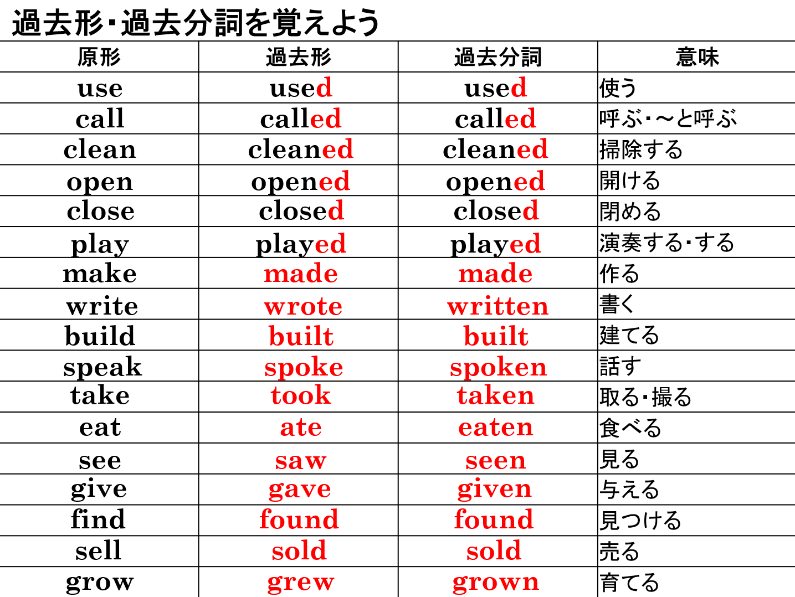 過去形・過去分詞を覚えよう
原形 過去形 過去分詞 意味
use used used 使う
call called called 呼ぶ・～と呼ぶ
clean cleaned cleaned 掃除する
open opened opened 開ける
close closed closed 閉める
play played played 演奏する・する
make made made 作る
write wrote written 書く
build built built 建てる
speak spoke spoken 話す
take took taken 取る・撮る
eat ate eaten 食べる
see saw seen 見る
give gave given 与える
find found found 見つける
sell sold sold 売る
grow grew grown 育てる